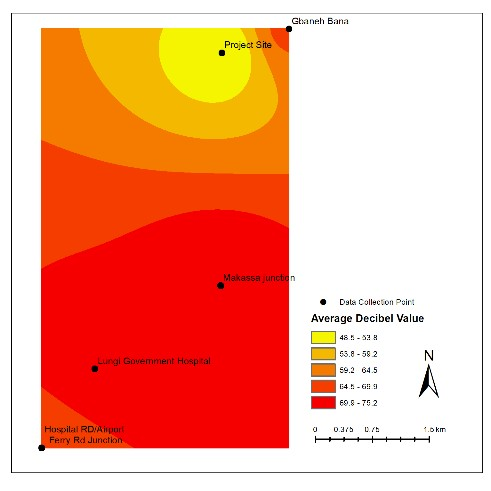 Gbaneh Bana
Project Site
Makassa junction
Lungi Government Hospital
Hospital RD/Airport
Ferry Rd Junction
Data Collection Point
Average Decibel Value
48.5 - 53.8
53.8 - 59.2
59.2 - 64.5
64.5 - 69.9
69.9 - 75.2
N
0 0.375 0.75 1.5 km